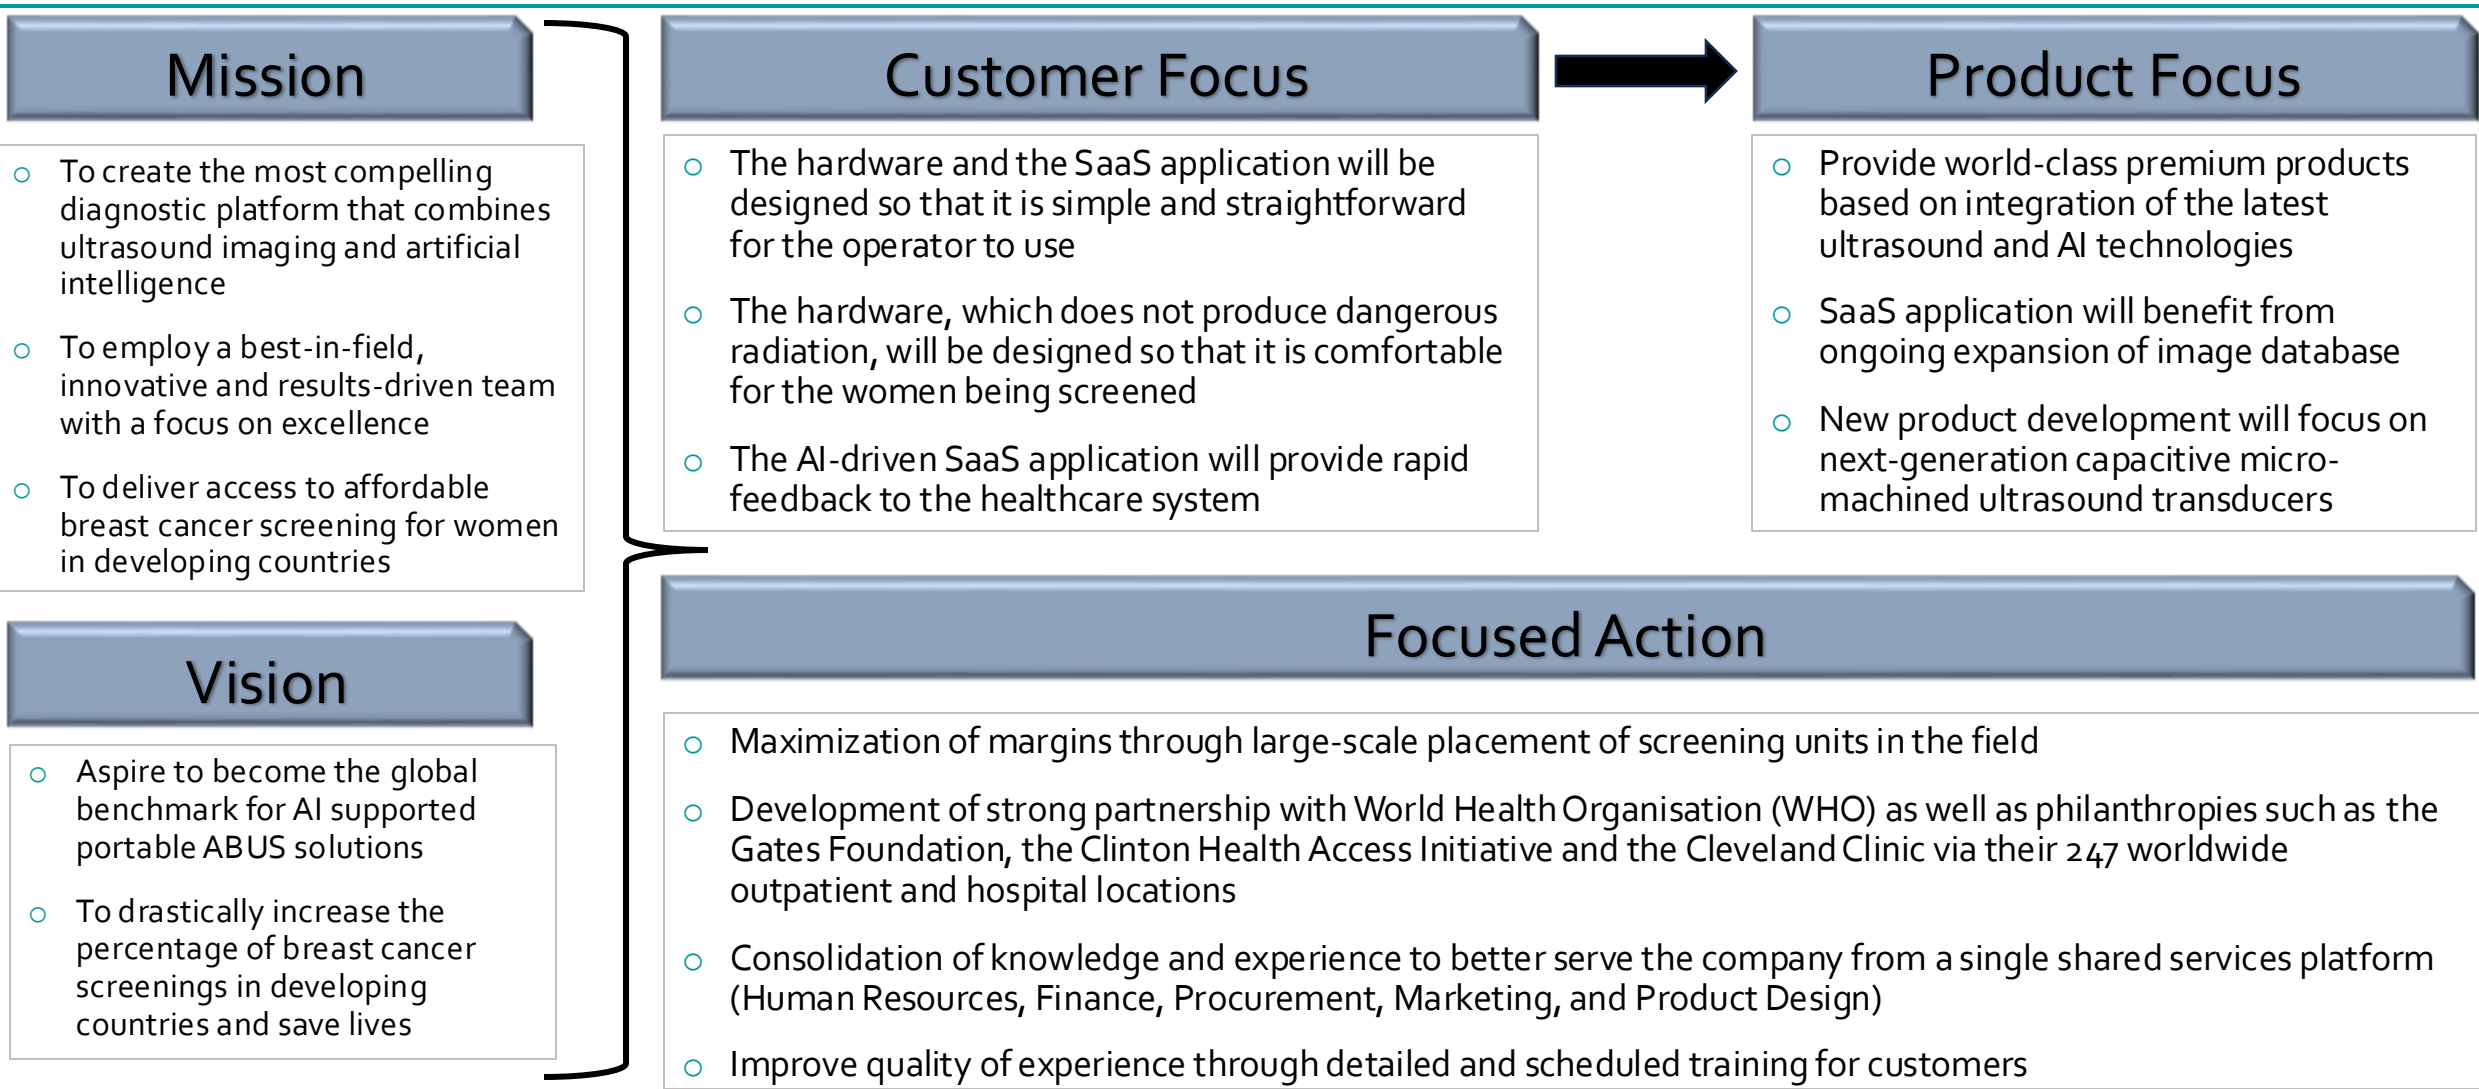 Mission
To create the most compelling
diagnostic platform that combines
ultrasound imaging and artificial
intelligence
To employ a best-in-field,
innovative and results-driven team
with a focus on excellence
To deliver access to affordable
breast cancer screening for women
in developing countries
Vision
Aspire to become the global
benchmark for AI supported
portable ABUS solutions
To drastically increase the
percentage of breast cancer
screenings in developing
countries and save lives
Customer Focus
The hardware and the SaaS application will be
designed so that it is simple and straightforward
for the operator to use
The hardware, which does not produce dangerous
radiation, will be designed so that it is comfortable
for the women being screened
The AI-driven SaaS application will provide rapid
feedback to the healthcare system
Product Focus
Provide world-class premium products
based on integration of the latest
ultrasound and AI technologies
SaaS application will benefit from
ongoing expansion of image database
New product development will focus on
next-generation capacitive micro-
machined ultrasound transducers
Focused Action
Maximization of margins through large-scale placement of screening units in the field
Development of strong partnership with World Health Organisation (WHO) as well as philanthropies such as the
Gates Foundation, the Clinton Health Access Initiative and the Cleveland Clinic via their 247 worldwide
outpatient and hospital locations
Consolidation of knowledge and experience to better serve the company from a single shared services platform
(Human Resources, Finance, Procurement, Marketing, and Product Design)
Improve quality of experience through detailed and scheduled training for customers